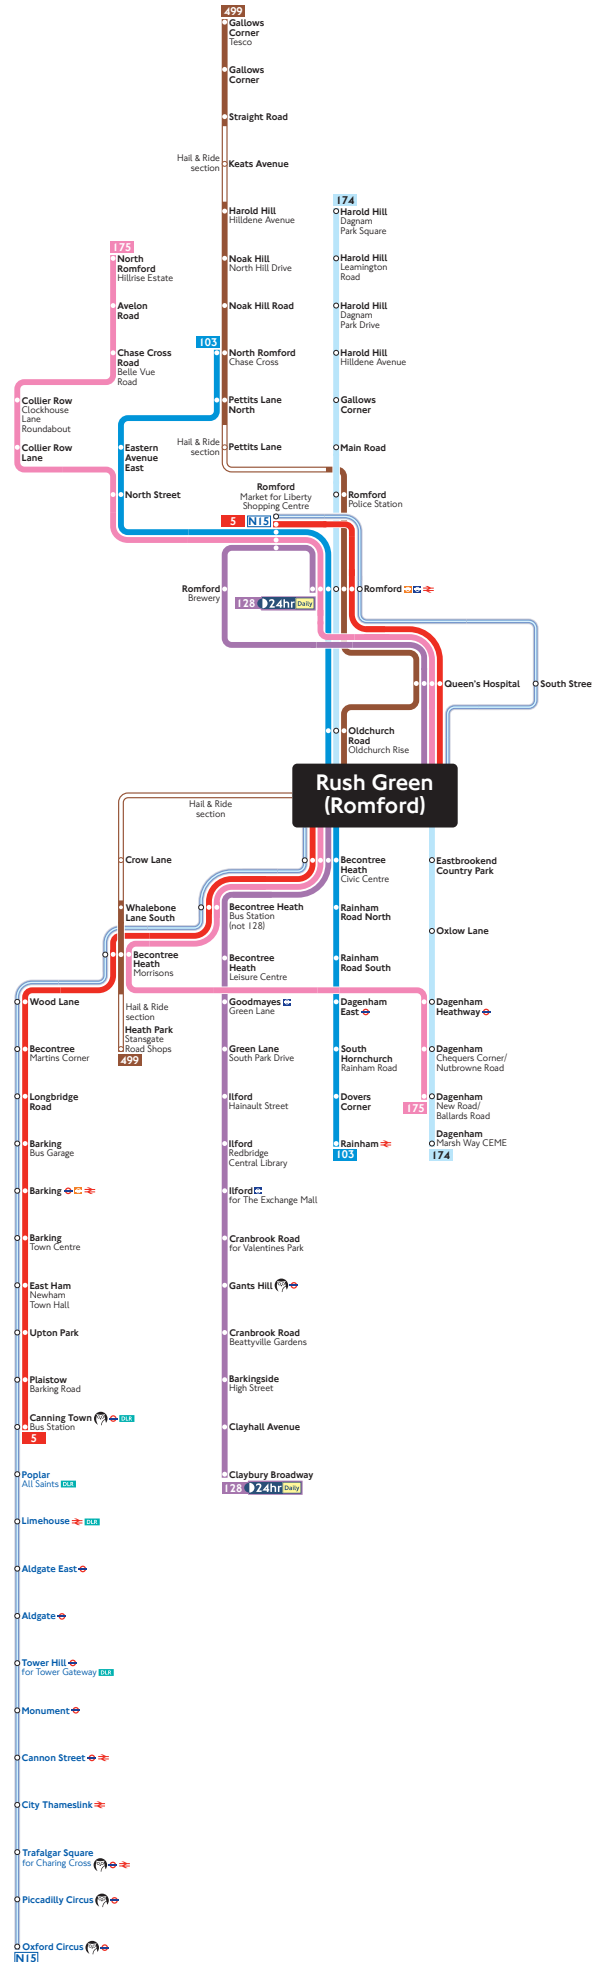 499
Gallows
Corner
Tesco
Gallows
Corner
Straight Road
Hail & Ride
section
Keats Avenue
Harold Hill
Hilldene Avenue
174
Harold Hill
Dagnam
Park Square
175
North
Romford
Hillrise Estate
Noak Hill
North Hill Drive
Harold Hill
Leamington
Road
Avelon
Road
Noak Hill Road
Harold Hill
Dagnam
Park Drive
103
Chase Cross
Road
Belle Vue
Road
North Romford
Chase Cross
Harold Hill
Hilldene Avenue
Collier Row
Clockhouse
Lane
Roundabout
Pettits Lane
North
Gallows
Corner
Collier Row
Lane
Eastern
Avenue
East
Hail & Ride
section
Pettits Lane
Main Road
North Street
Romford
Market for Liberty
Shopping Centre
Romford
Police Station
5
N15
Romford
Brewery
128
24hr
Daily
Romford
Queen's Hospital
South Stree
Oldchurch
Road
Oldchurch Rise
Rush Green
(Romford)
Hail & Ride
section
Crow Lane
Becontree
Heath
Civic Centre
Eastbrookend
Country Park
Whalebone
Lane South
Becontree Heath
Bus Station
(not 128)
Rainham
Road North
Oxlow Lane
Becontree
Heath
Morrisons
Becontree
Heath
Leisure Centre
Rainham
Road South
Wood Lane
Hail & Ride
section
Goodmayes
Green Lane
Dagenham
East
Dagenham
Heathway
Heath Park
Stansgate
Road Shops
499
Becontree
Martins Corner
Green Lane
South Park Drive
South
Hornchurch
Rainham Road
Dagenham
Chequers Corner/
Nutbrowne Road
Longbridge
Road
Ilford
Hainault Street
Dovers
Corner
175
Dagenham
New Road/
Ballards Road
Barking
Bus Garage
Ilford
Redbridge
Central Library
Rainham
103
Dagenham
Marsh Way CEME
174
Barking
Ilford
for The Exchange Mall
Barking
Town Centre
Cranbrook Road
for Valentines Park
East Ham
Newham
Town Hall
Gants Hill
Upton Park
Cranbrook Road
Beattyville Gardens
Plaistow
Barking Road
Barkingside
High Street
Canning Town
DLR
Bus Station
5
Clayhall Avenue
Poplar
All Saints DLR
Claybury Broadway
128
24hr
Daily
Limehouse DLR
Aldgate East
Aldgate
Tower Hill
for Tower Gateway DLR
Monument
Cannon Street
City Thameslink
Trafalgar Square
for Charing Cross
Piccadilly Circus
Oxford Circus
N15